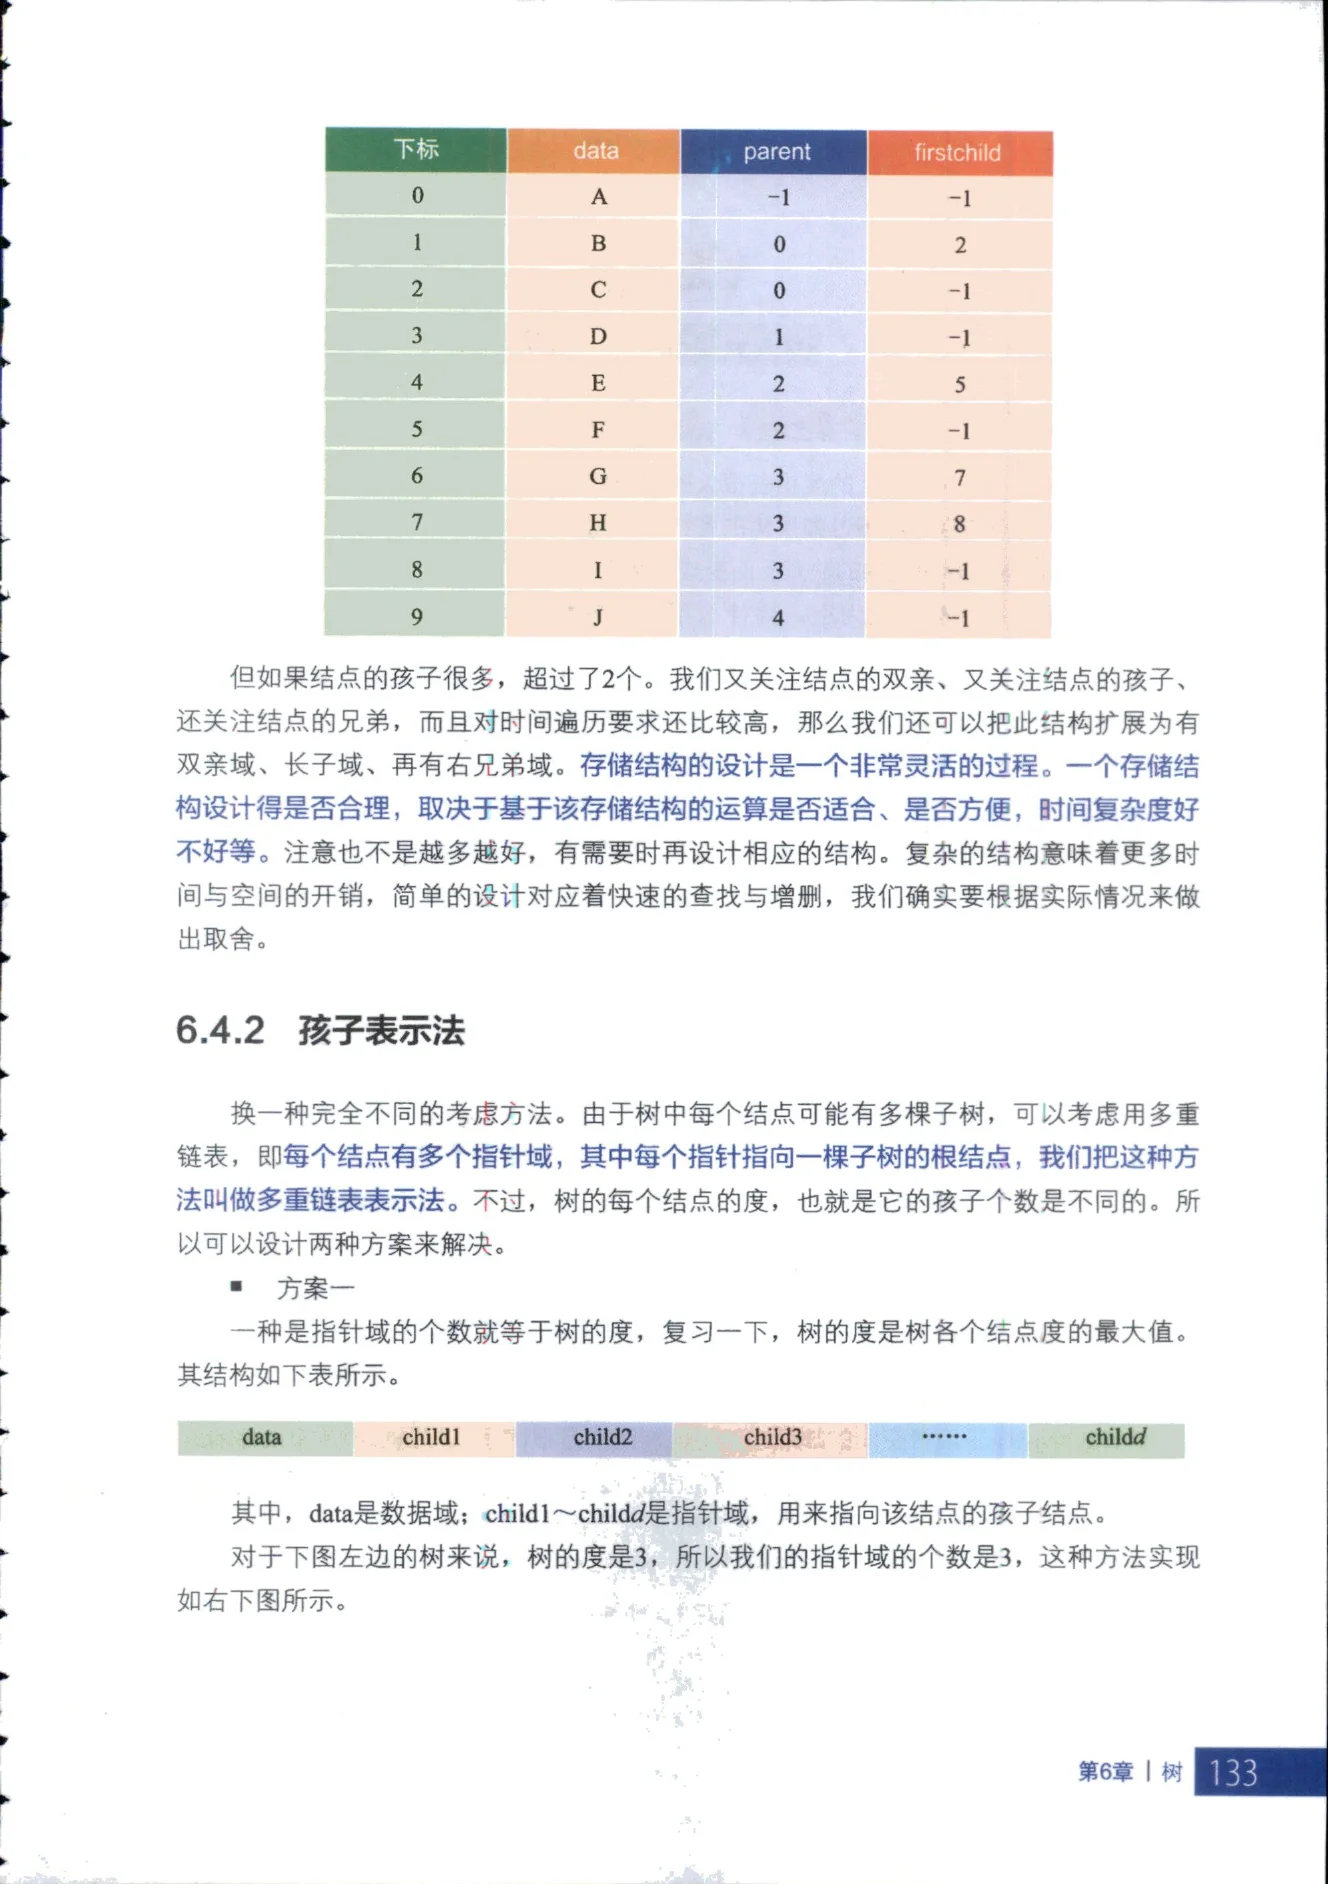 下标 data parent firstchild
0 A -1 -1
1 B 0 2
2 C 0 -1
3 D 1 -1
4 E 2 5
5 F 2 -1
6 G 3 7
7 H 3 8
8 I 3 -1
9 J 4 -1
但如果结点的孩子很多，超过了2个。我们又关注结点的双亲、又关注结点的孩子、
还关注结点的兄弟，而且对时间遍历要求还比较高，那么我们还可以把此结构扩展为有
双亲域、长子域、再有右兄弟域。存储结构的设计是一个非常灵活的过程。一个存储结
构设计得是否合理，取决于基于该存储结构的运算是否适合、是否方便，时间复杂度好
不好等。注意也不是越多越好，有需要时再设计相应的结构。复杂的结构意味着更多时
间与空间的开销，简单的设计对应着快速的查找与增删，我们确实要根据实际情况来做
出取舍。
6.4.2 孩子表示法
换一种完全不同的考虑方法。由于树中每个结点可能有多棵子树，可以考虑用多重
链表，即每个结点有多个指针域，其中每个指针指向一棵子树的根结点，我们把这种方
法叫做多重链表表示法。不过，树的每个结点的度，也就是它的孩子个数是不同的。所
以可以设计两种方案来解决。
■ 方案一
一种是指针域的个数就等于树的度，复习一下，树的度是树各个结点度的最大值。
其结构如下表所示。
data child1 child2 child3 …… childd
其中，data是数据域；child1～childd是指针域，用来指向该结点的孩子结点。
对于下图左边的树来说，树的度是3，所以我们的指针域的个数是3，这种方法实现
如右下图所示。
第6章 | 树 133